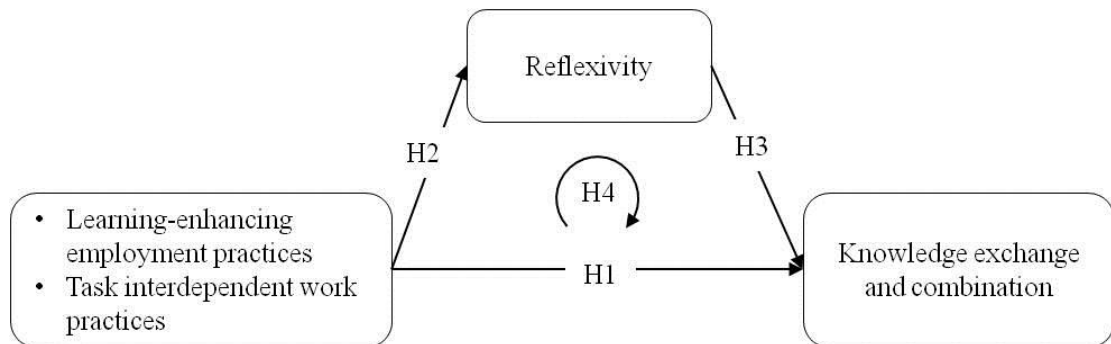 Reflexivity
H2
H3
H4
• Learning-enhancing
employment practices
• Task interdependent work
practices
H1
Knowledge exchange
and combination